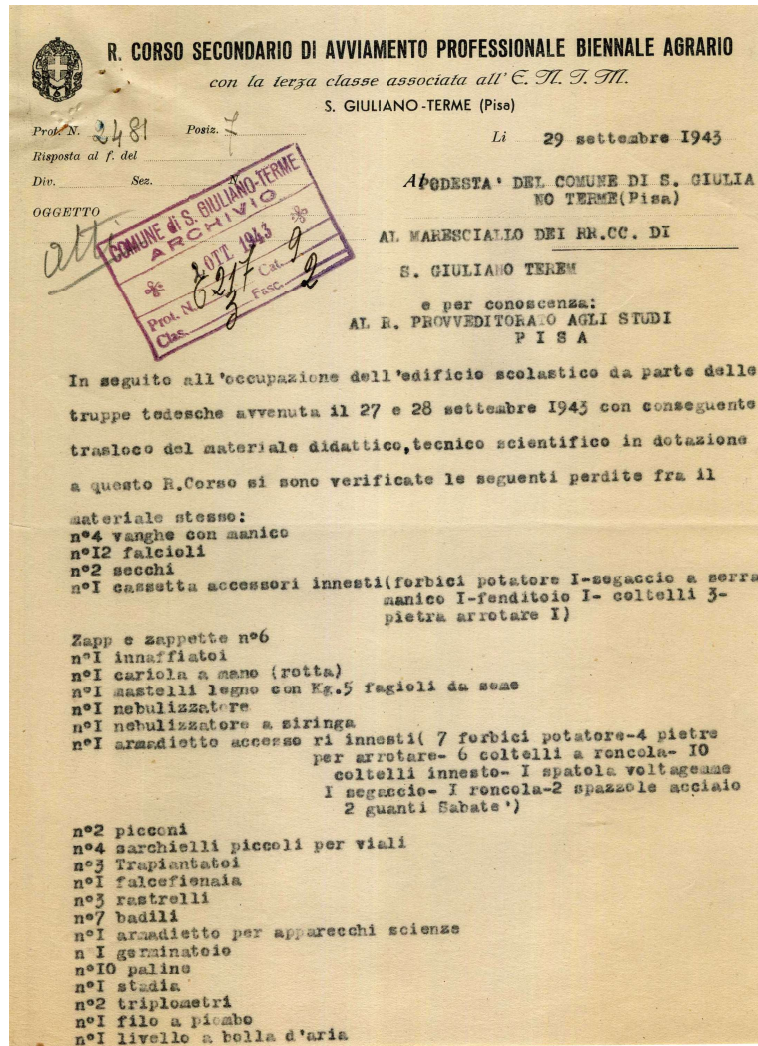 R. CORSO SECONDARIO DI AVVIAMENTO PROFESSIONALE BIENNALE AGRARIO
con la terza classe associata all' E. N. I. M.
S. GIULIANO-TERME (Pisa)
Prot. N. 2481 Posiz. 7
Li 29 settembre I943
Risposta al f. del
Div. Sez. N.
OGGETTO
atti
COMUNE di S. GIULIANO-TERME
ARCHIVIO
2 OTT 1943
Prot. N. 6217 Cat. 9
Clas. 3 Fasc. 2
Al PODESTA' DEL COMUNE DI S. GIULIA
NO TERME(Pisa)
AL MARESCIALLO DEI RR.CC. DI
S. GIULIANO TEREM
e per conoscenza:
AL R. PROVVEDITORATO AGLI STUDI
P I S A
In seguito all'occupazione dell'edificio scolastico da parte delle
truppe tedesche avvenuta il 27 e 28 settembre I943 con conseguente
trasloco del materiale didattico,tecnico scientifico in dotazione
a questo R.Corso si sono verificate le seguenti perdite fra il
materiale stesso:
n°4 vanghe con manico
n°I2 falcioli
n°2 secchi
n°I cassetta accessori innesti(forbici potatore I-segaccio a serra
manico I-fenditoio I- coltelli 3-
pietra arrotare I)
Zapp e zappette n°6
n°I innaffiatoi
n°I cariola a mano (rotta)
n°I mastelli legno con Kg.5 fagioli da seme
n°I nebulizzatore
n°I nebulizzatore a siringa
n°I armadietto accesso ri innesti( 7 forbici potatore-4 pietre
per arrotare- 6 coltelli a roncola- IO
coltelli innesto- I spatola voltagemme
I segaccio- I roncola-2 spazzole acciaio
2 guanti Sabate')
n°2 picconi
n°4 sarchielli piccoli per viali
n°3 Trapiantatoi
n°I falcefienaia
n°3 rastrelli
n°7 badili
n°I armadietto per apparecchi scienze
n I germinatoio
n°IO paline
n°I stadia
n°2 triplometri
n°I filo a piombo
n°I livello a bolla d'aria